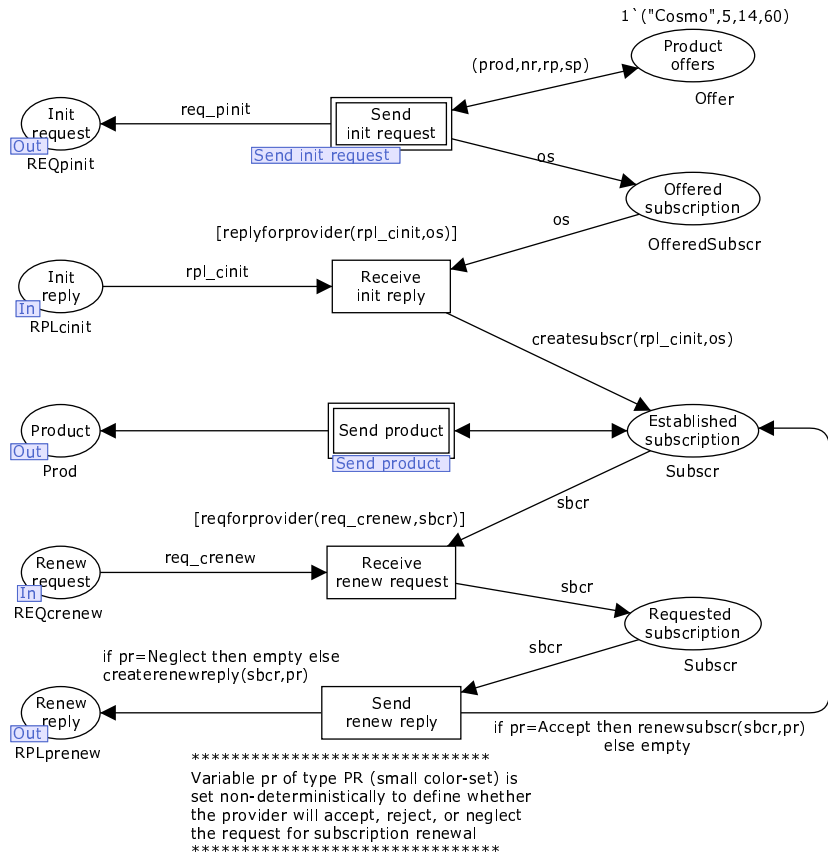 1`("Cosmo",5,14,60)
Product
offers
Offer
(prod,nr,rp,sp)
Init
request
Out
REQpinit
req_pinit
Send
init request
Send init request
os
Offered
subscription
OfferedSubscr
os
[replyforprovider(rpl_cinit,os)]
Init
reply
In
RPLcinit
rpl_cinit
Receive
init reply
createsubscr(rpl_cinit,os)
Product
Out
Prod
Send product
Send product
Established
subscription
Subscr
sbcr
[reqforprovider(req_crenew,sbcr)]
Renew
request
In
REQcrenew
req_crenew
Receive
renew request
sbcr
Requested
subscription
Subscr
sbcr
if pr=Neglect then empty else
createrenewreply(sbcr,pr)
Renew
reply
Out
RPLprenew
Send
renew reply
if pr=Accept then renewsubscr(sbcr,pr)
else empty
*****************************
Variable pr of type PR (small color-set) is
set non-deterministically to define whether
the provider will accept, reject, or neglect
the request for subscription renewal
******************************